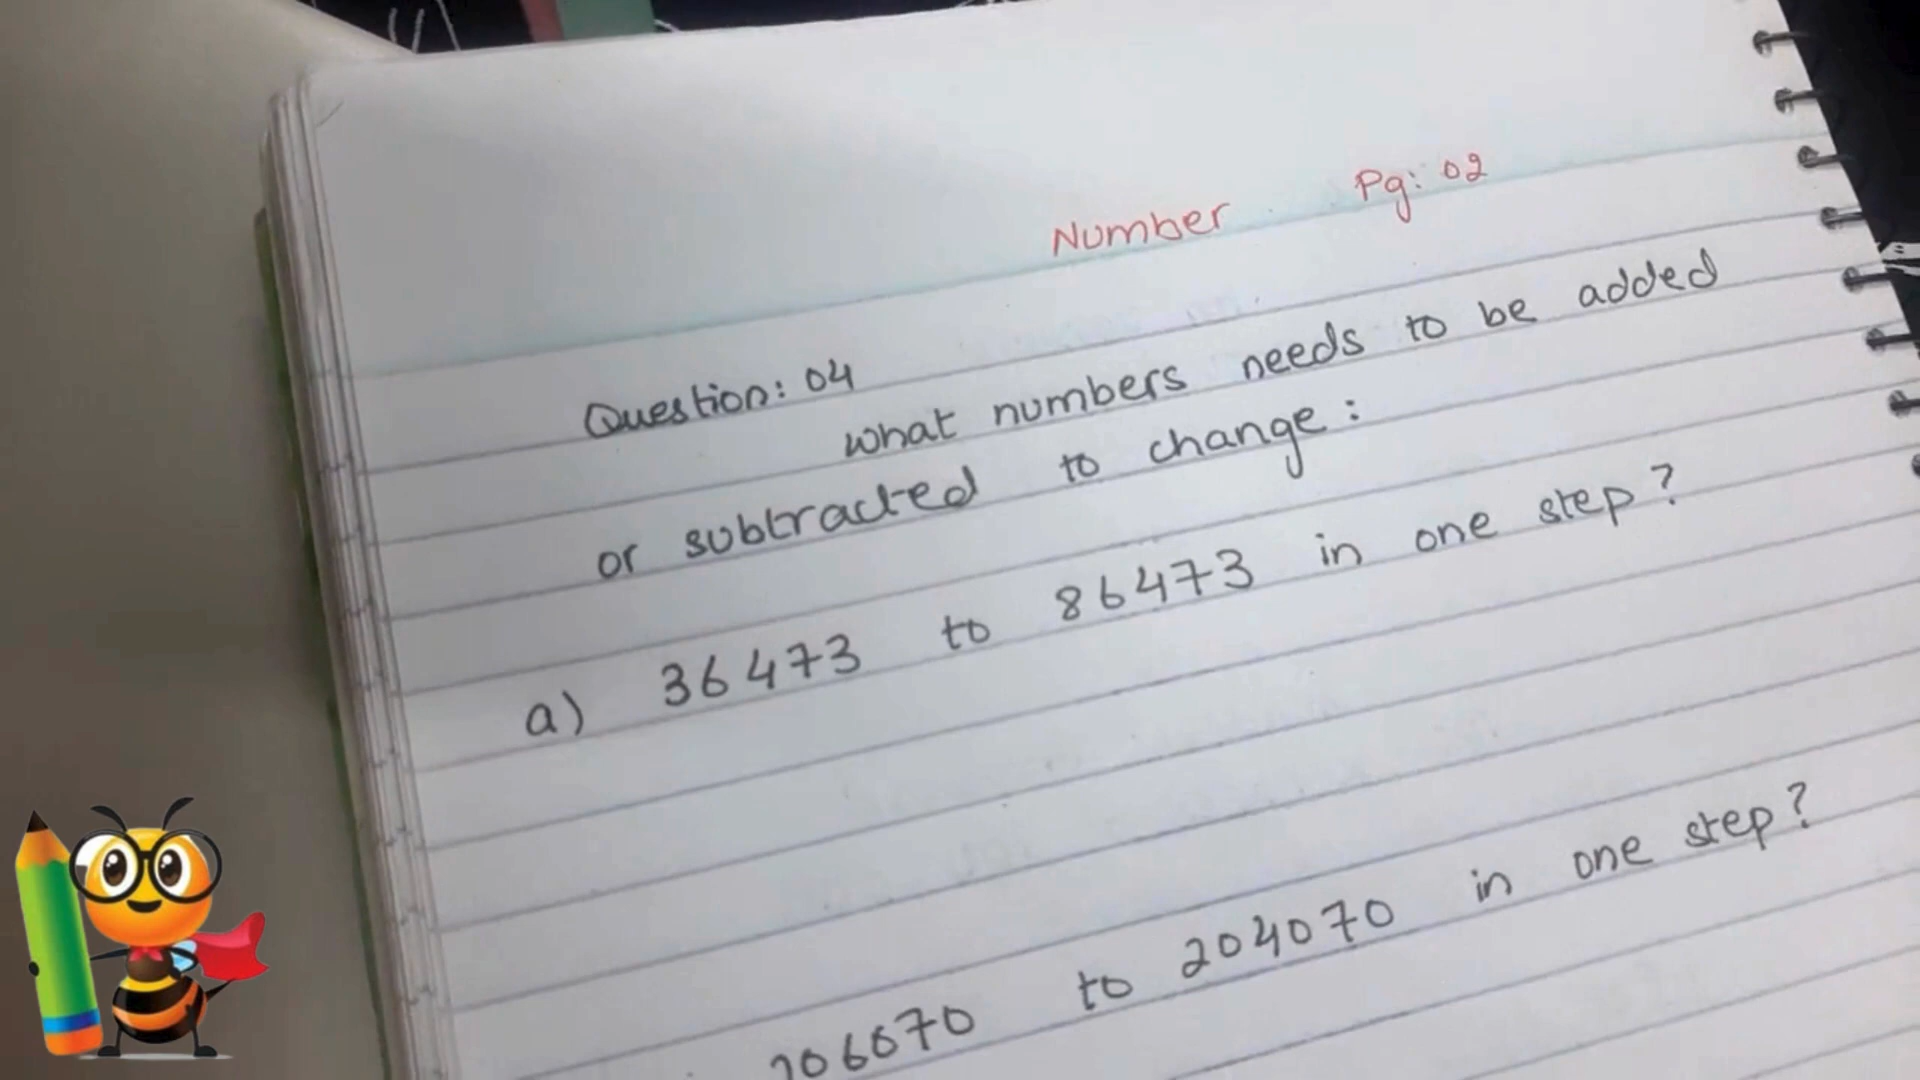 Number Pg: 02
Question: 04
What numbers needs to be added
or subtracted to change:
a) 36473 to 86473 in one step?
to 204070 in one step?